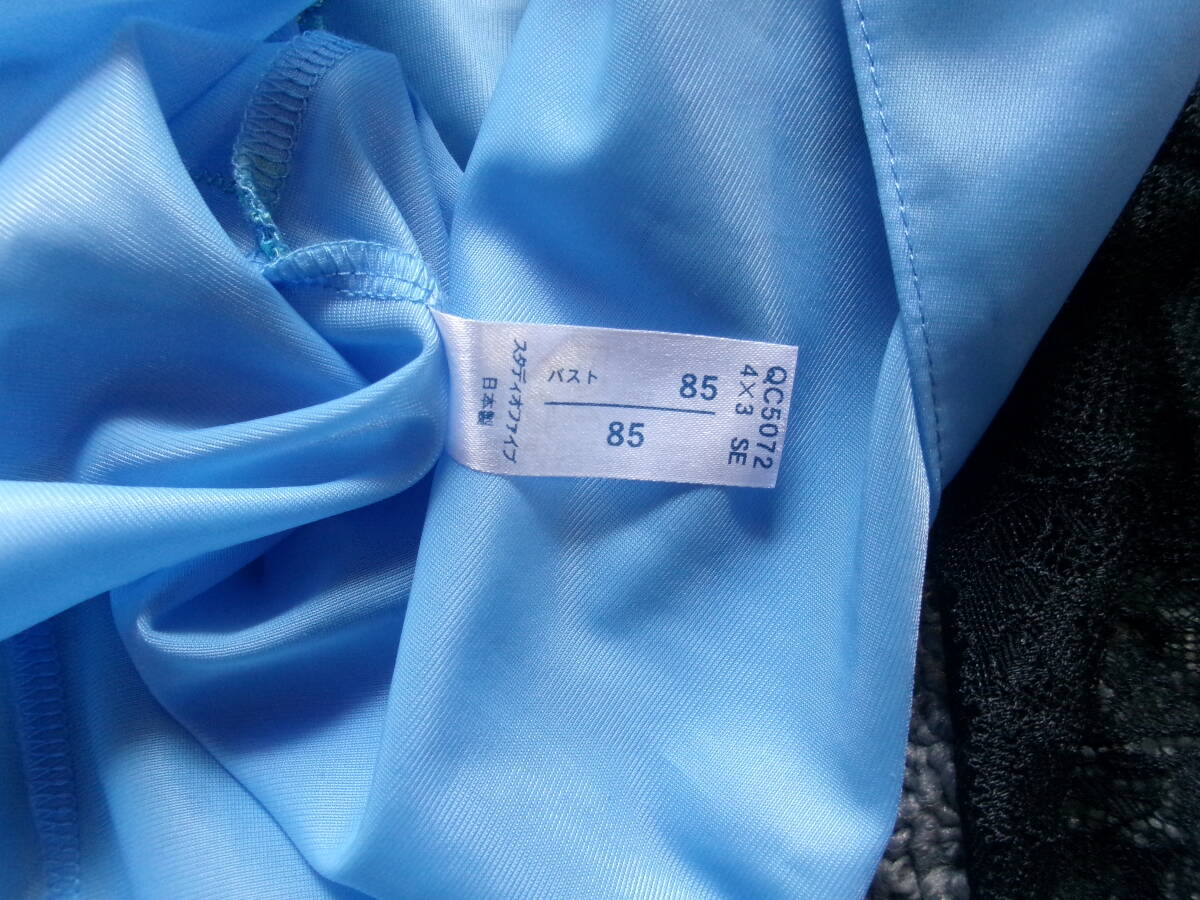 QC5072
4×3 SE
バスト 85
85
スタディオファイブ
日本製